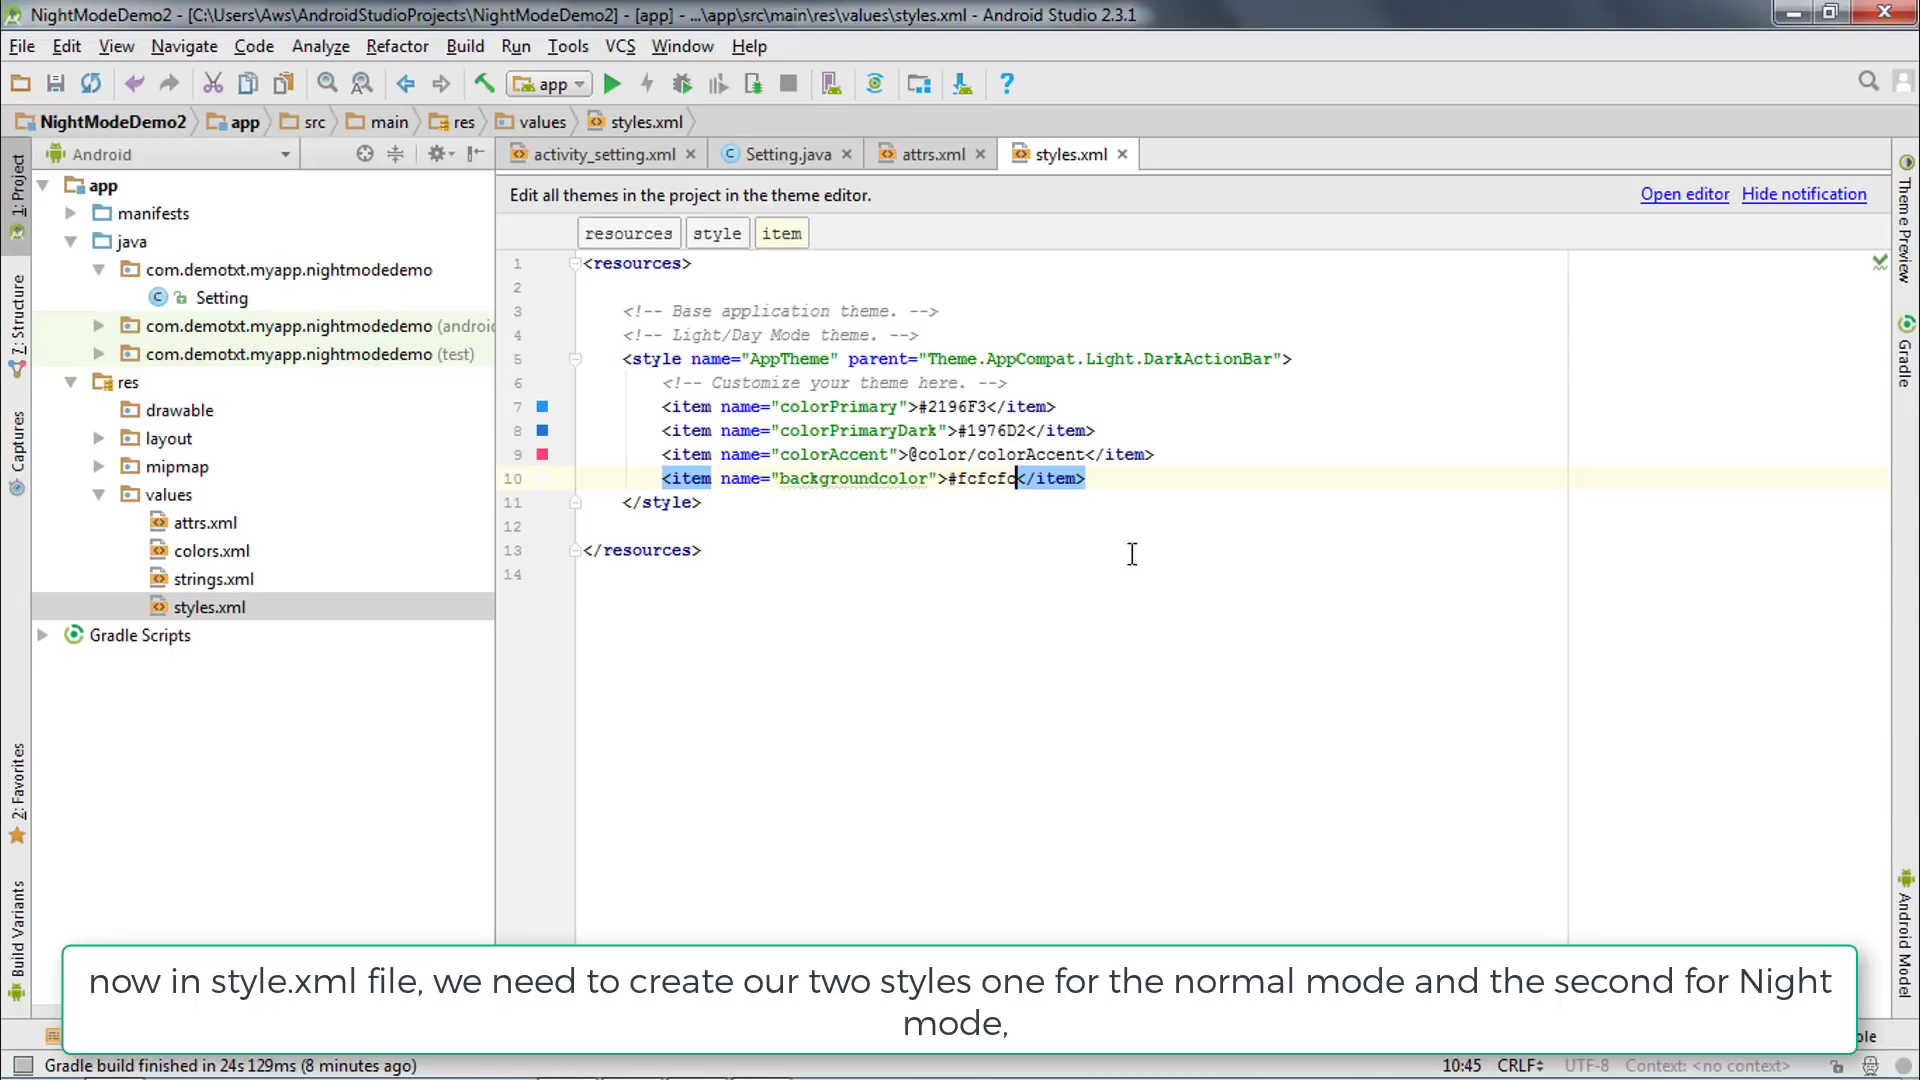 NightModeDemo2 - [C:\Users\Aws\AndroidStudioProjects\NightModeDemo2] - [app] - ...\app\src\main\res\values\styles.xml - Android Studio 2.3.1
File Edit View Navigate Code Analyze Refactor Build Run Tools VCS Window Help
app
NightModeDemo2 app src main res values styles.xml
1: Project
7: Structure
Captures
2: Favorites
Build Variants
Android
app
manifests
java
com.demotxt.myapp.nightmodedemo
Setting
com.demotxt.myapp.nightmodedemo (androi
com.demotxt.myapp.nightmodedemo (test)
res
drawable
layout
mipmap
values
attrs.xml
colors.xml
strings.xml
styles.xml
Gradle Scripts
activity_setting.xml Setting.java attrs.xml styles.xml
Edit all themes in the project in the theme editor. Open editor Hide notification
resources style item
1 <resources>
2
3 <!-- Base application theme. -->
4 <!-- Light/Day Mode theme. -->
5 <style name="AppTheme" parent="Theme.AppCompat.Light.DarkActionBar">
6 <!-- Customize your theme here. -->
7 <item name="colorPrimary">#2196F3</item>
8 <item name="colorPrimaryDark">#1976D2</item>
9 <item name="colorAccent">@color/colorAccent</item>
10 <item name="backgroundcolor">#fcfcfc</item>
11 </style>
12
13 </resources>
14
Theme Preview
Gradle
Android Model
now in style.xml file, we need to create our two styles one for the normal mode and the second for Night
mode,
Gradle build finished in 24s 129ms (8 minutes ago) 10:45 CRLF UTF-8 Context: <no context>